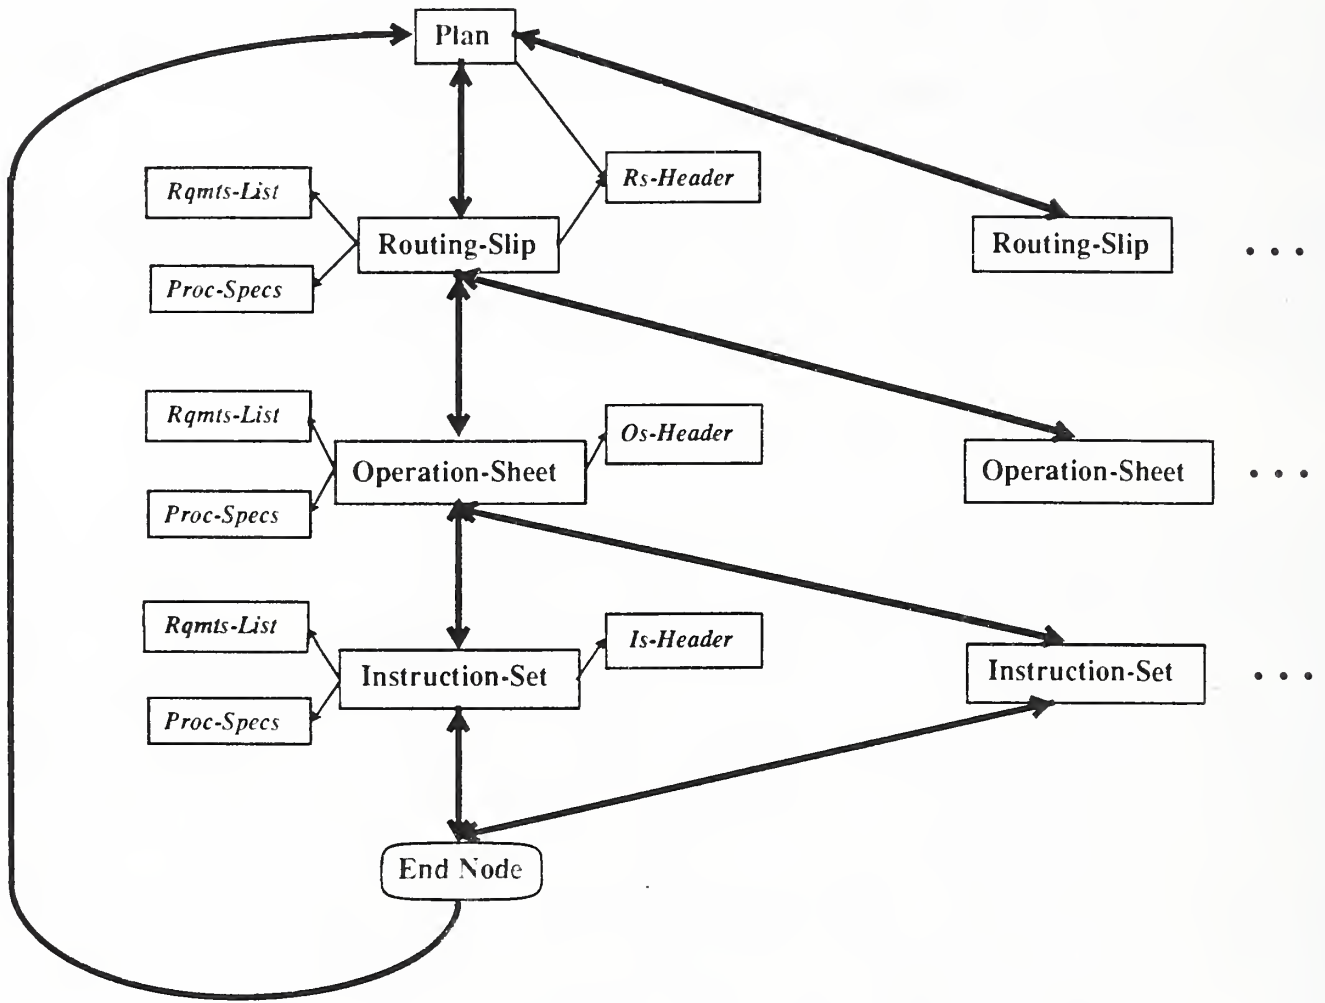 Plan
Rs-Header
Rqmts-List
Routing-Slip
Routing-Slip
. . .
Proc-Specs
Rqmts-List
Os-Header
Operation-Sheet
Operation-Sheet
. . .
Proc-Specs
Rqmts-List
Is-Header
Instruction-Set
Instruction-Set
. . .
Proc-Specs
End Node